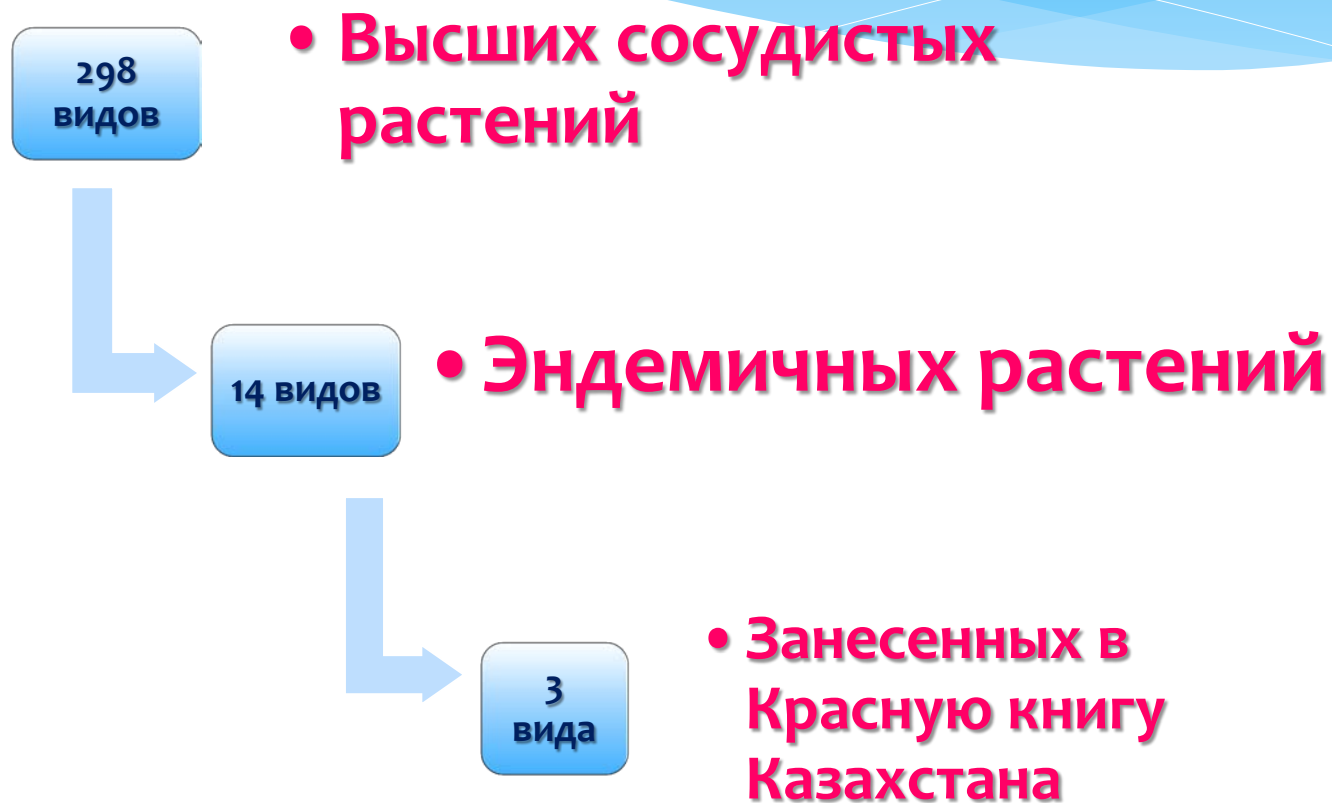 298
видов
• Высших сосудистых
растений
14 видов
• Эндемичных растений
3
вида
• Занесенных в
Красную книгу
Казахстана